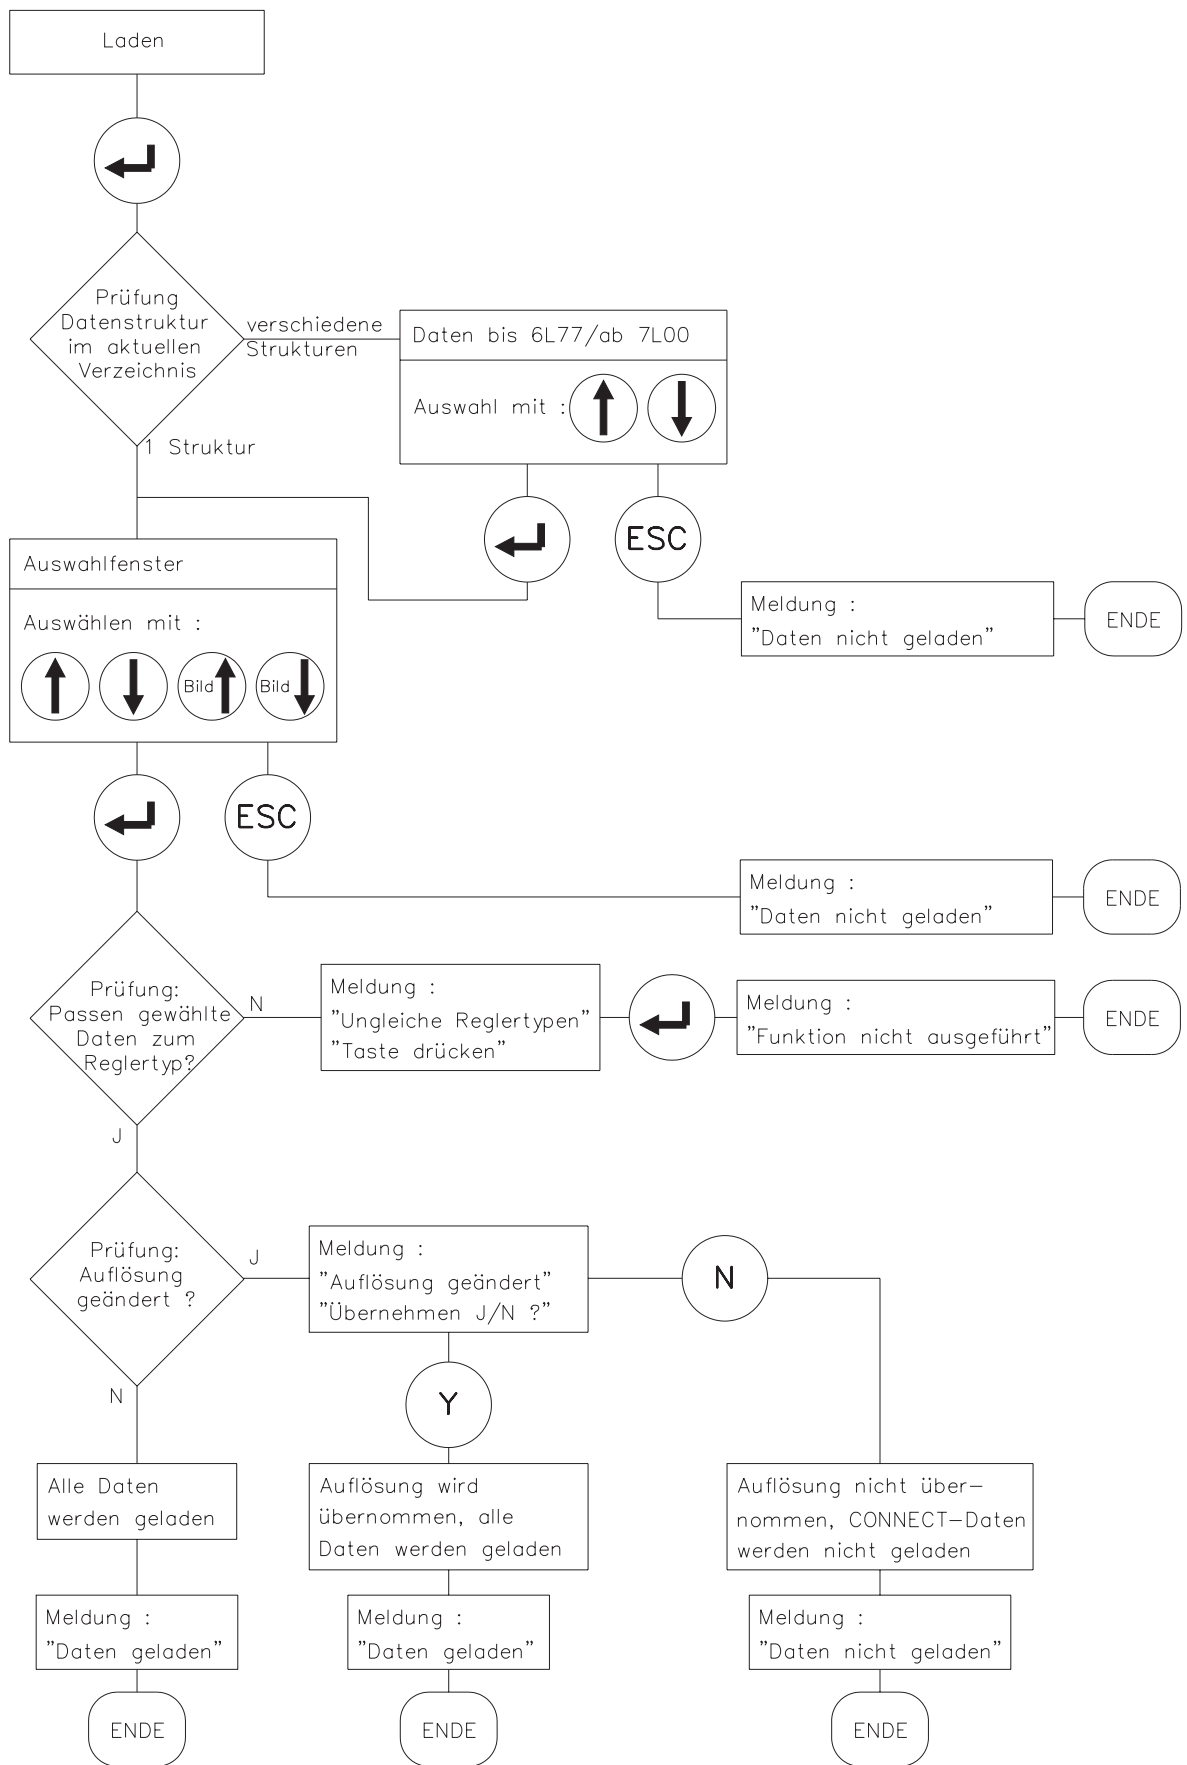 Laden
Prüfung
Datenstruktur
im aktuellen
Verzeichnis
verschiedene
Strukturen
Daten bis 6L77/ab 7L00
Auswahl mit :
1 Struktur
ESC
Auswahlfenster
Auswählen mit :
Bild
Bild
Meldung :
"Daten nicht geladen"
ENDE
ESC
Meldung :
"Daten nicht geladen"
ENDE
Prüfung:
Passen gewählte
Daten zum
Reglertyp?
N
Meldung :
"Ungleiche Reglertypen"
"Taste drücken"
Meldung :
"Funktion nicht ausgeführt"
ENDE
J
Prüfung:
Auflösung
geändert ?
J
Meldung :
"Auflösung geändert"
"Übernehmen J/N ?"
N
N
Y
Alle Daten
werden geladen
Auflösung wird
übernommen, alle
Daten werden geladen
Auflösung nicht über-
nommen, CONNECT-Daten
werden nicht geladen
Meldung :
"Daten geladen"
Meldung :
"Daten geladen"
Meldung :
"Daten nicht geladen"
ENDE
ENDE
ENDE